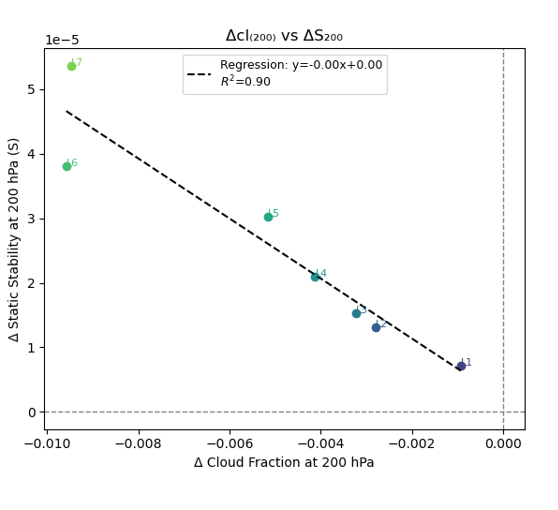 Δcl₍₂₀₀₎ vs ΔS₂₀₀
1e−5
Regression: y=-0.00x+0.00
R²=0.90
L7
5
L6
4
L5
3
L4
2
L3
L2
1
L1
0
Δ Static Stability at 200 hPa (S)
−0.010 −0.008 −0.006 −0.004 −0.002 0.000
Δ Cloud Fraction at 200 hPa